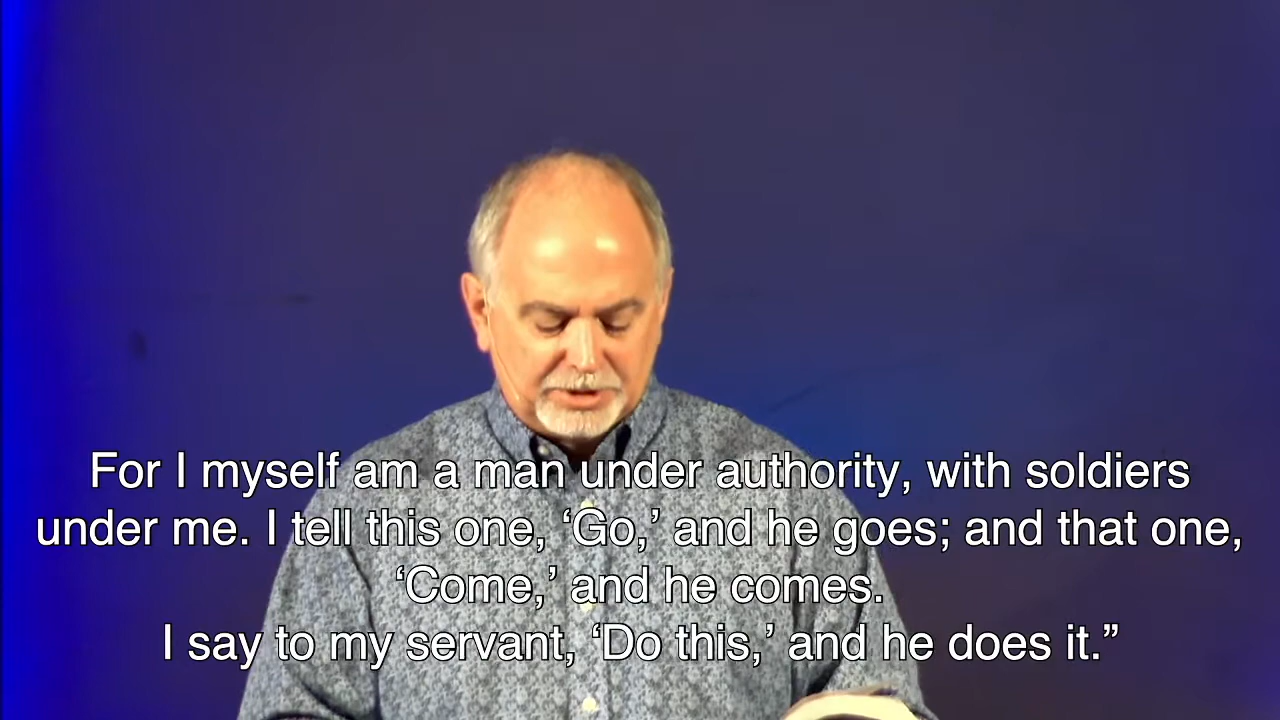 For I myself am a man under authority, with soldiers
under me. I tell this one, ‘Go,’ and he goes; and that one,
‘Come,’ and he comes.
I say to my servant, ‘Do this,’ and he does it.”